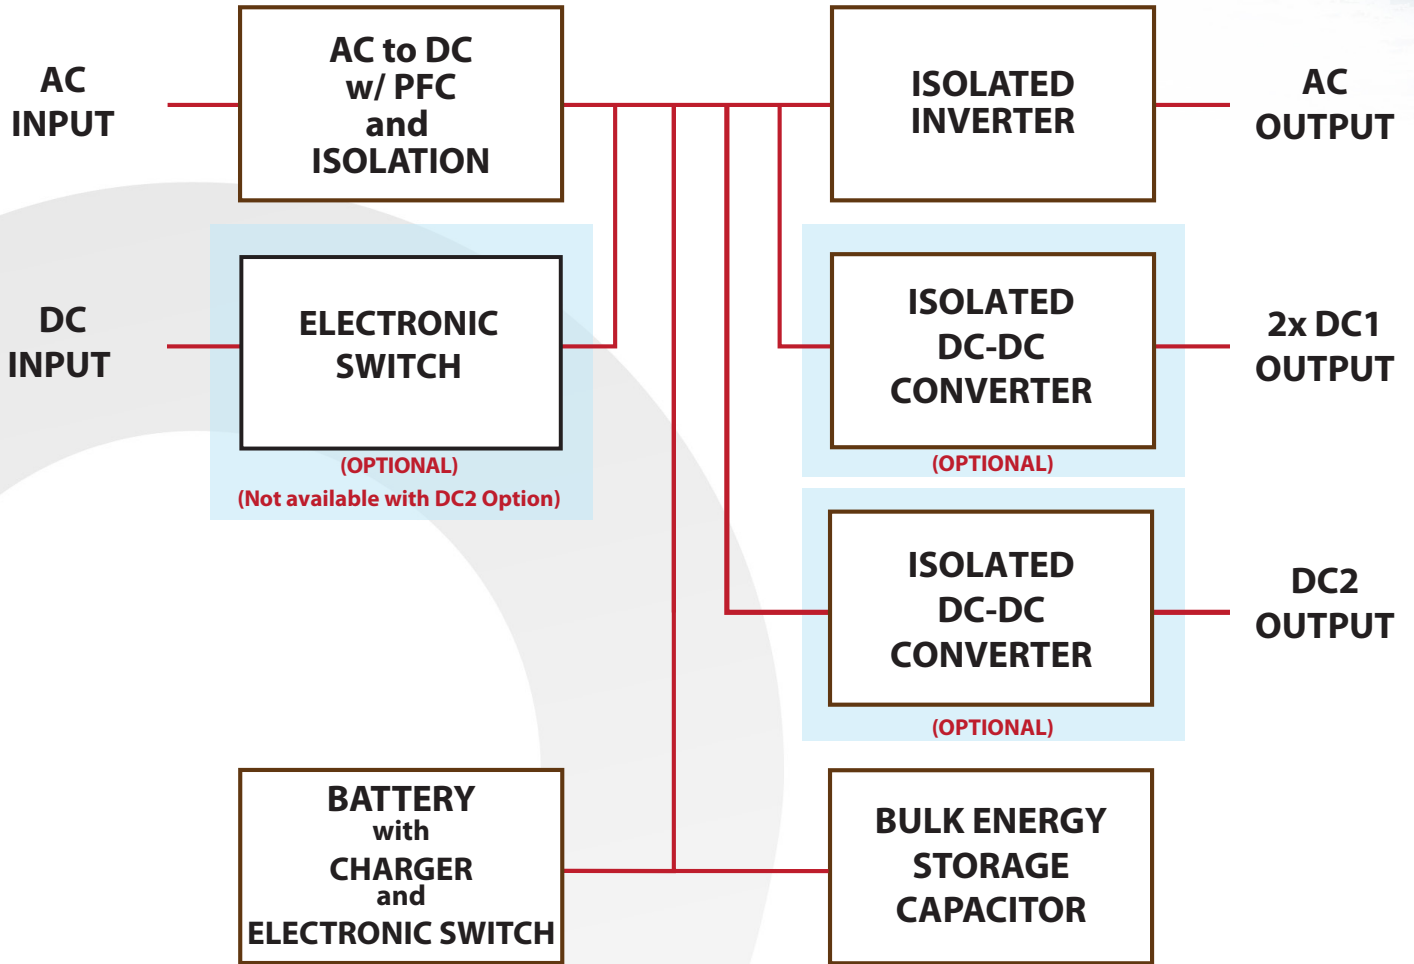 AC
INPUT
AC to DC
w/ PFC
and
ISOLATION
ISOLATED
INVERTER
AC
OUTPUT
DC
INPUT
ELECTRONIC
SWITCH
(OPTIONAL)
(Not available with DC2 Option)
ISOLATED
DC-DC
CONVERTER
(OPTIONAL)
2x DC1
OUTPUT
ISOLATED
DC-DC
CONVERTER
(OPTIONAL)
DC2
OUTPUT
BATTERY
with
CHARGER
and
ELECTRONIC SWITCH
BULK ENERGY
STORAGE
CAPACITOR